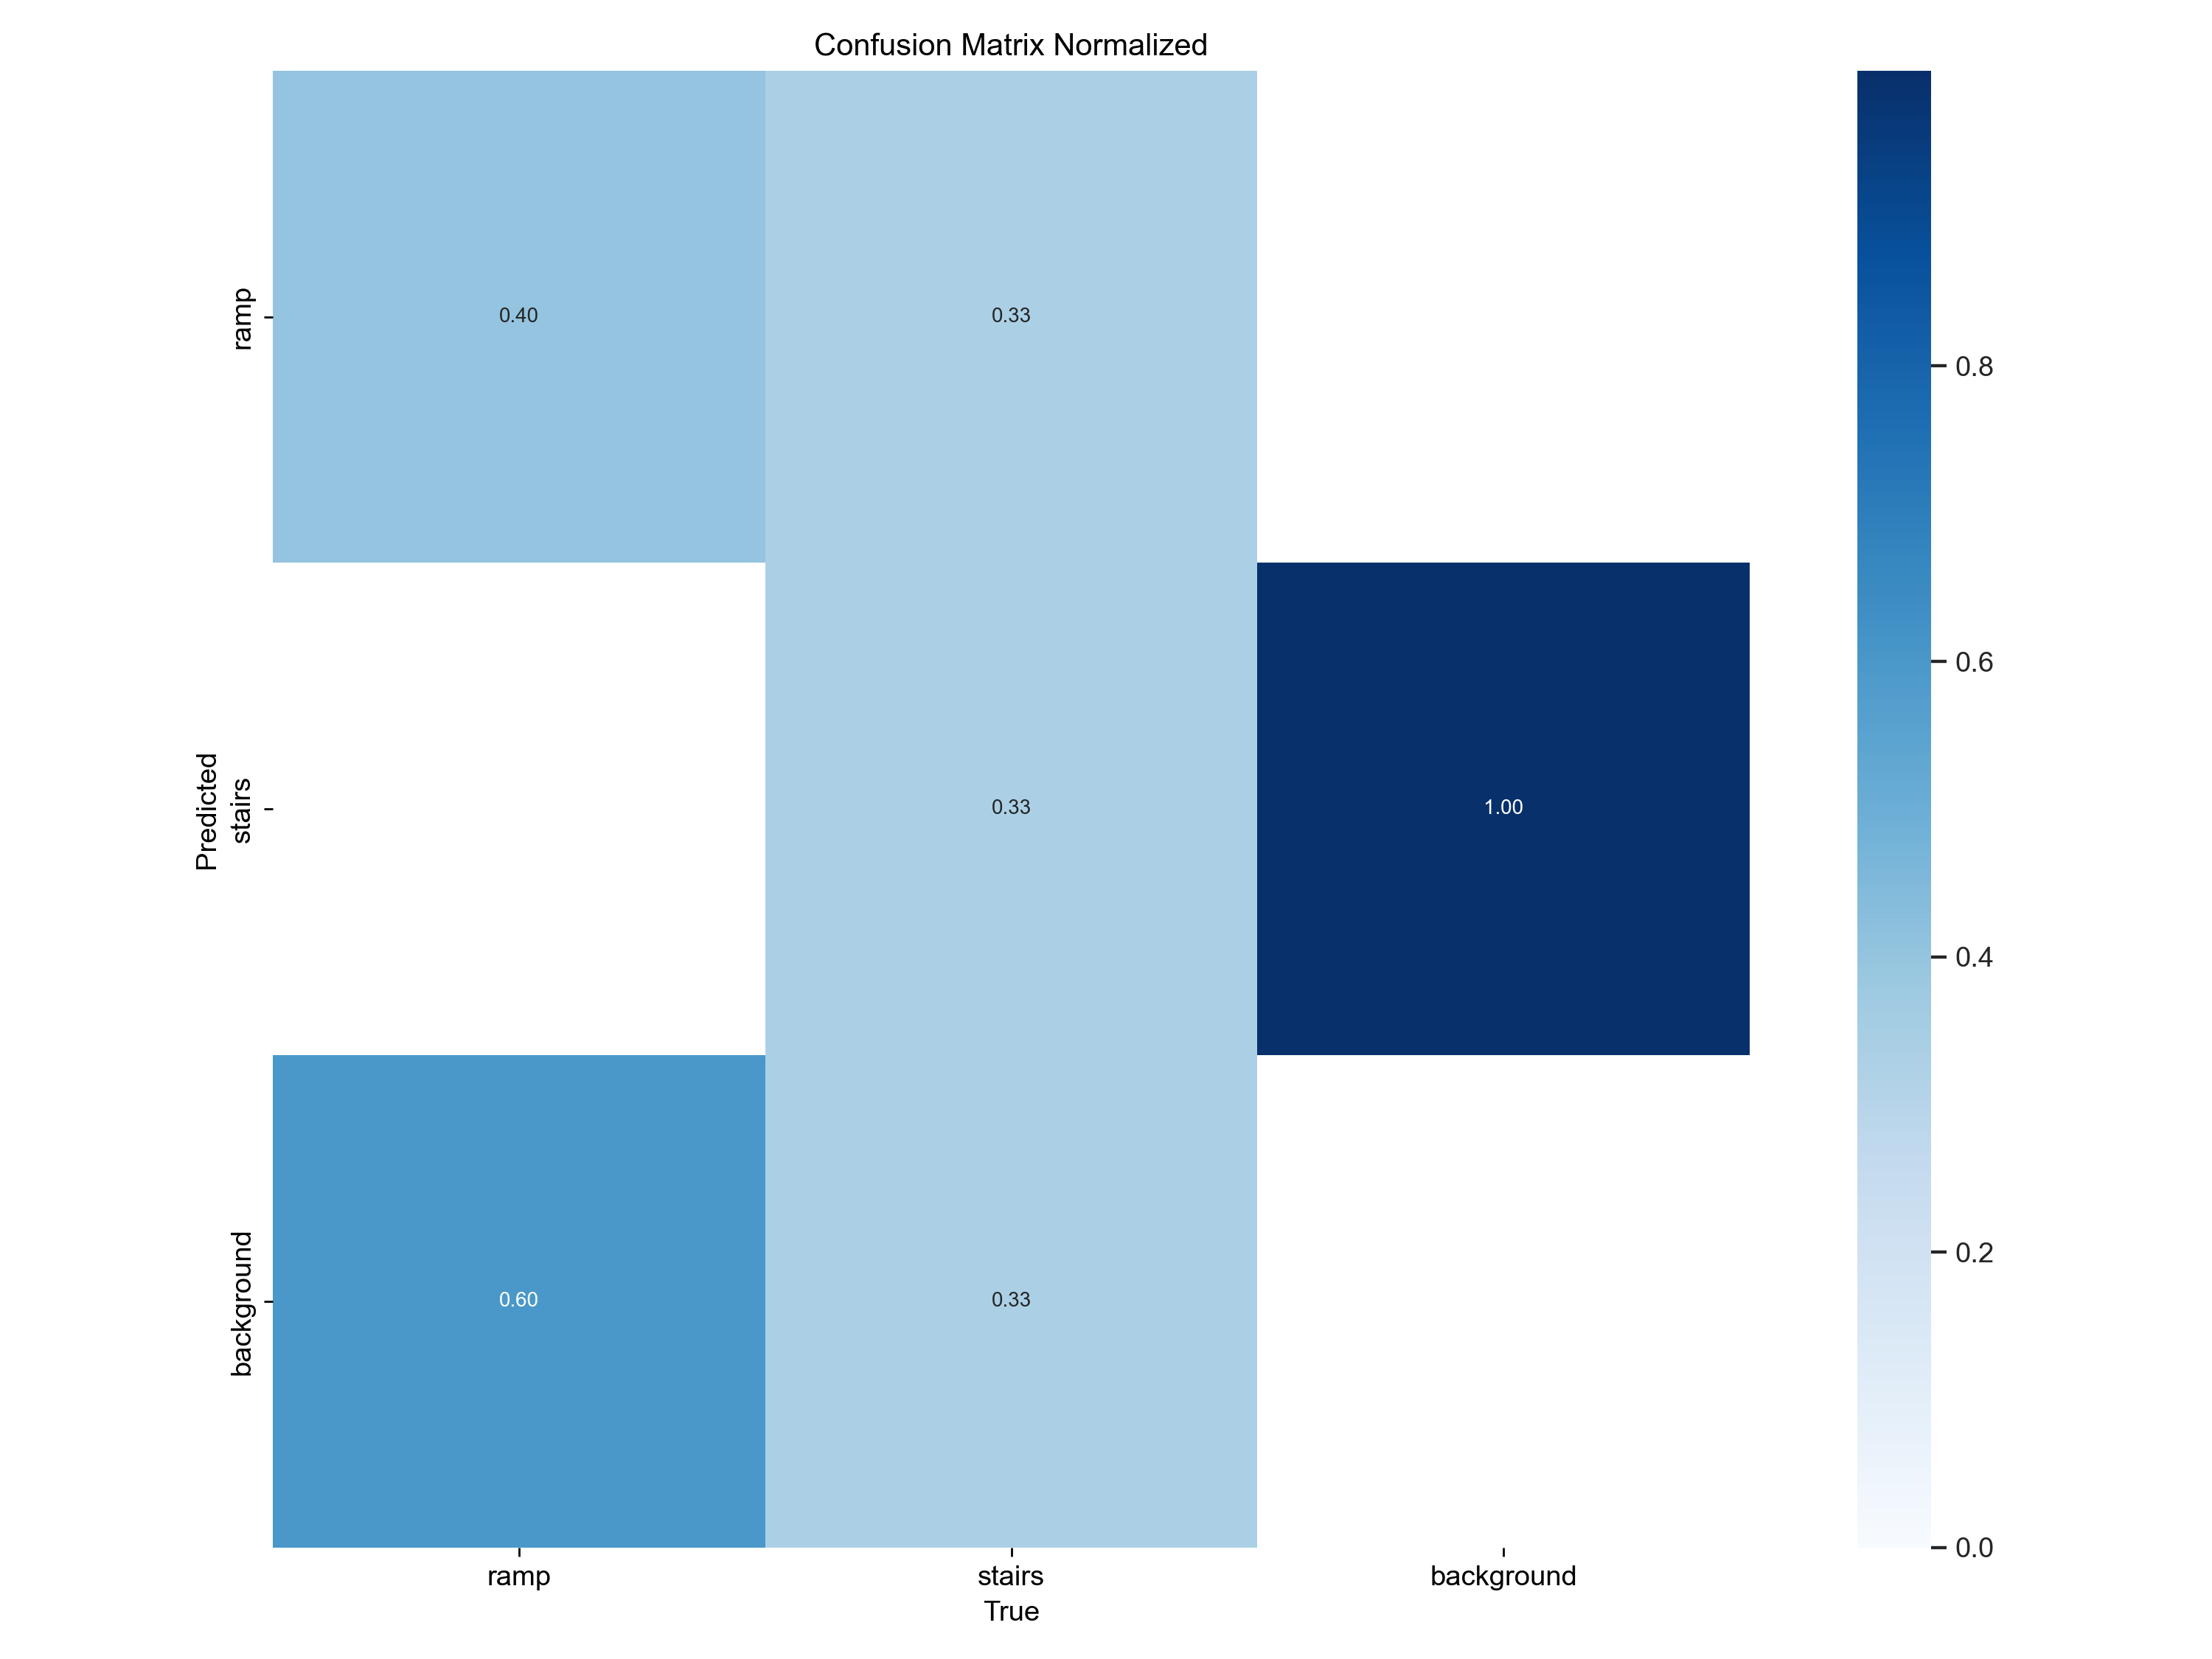 Confusion Matrix Normalized
ramp
0.40
0.33
0.8
0.6
Predicted
stairs
0.33
1.00
0.4
background
0.60
0.33
0.2
0.0
ramp
stairs
background
True